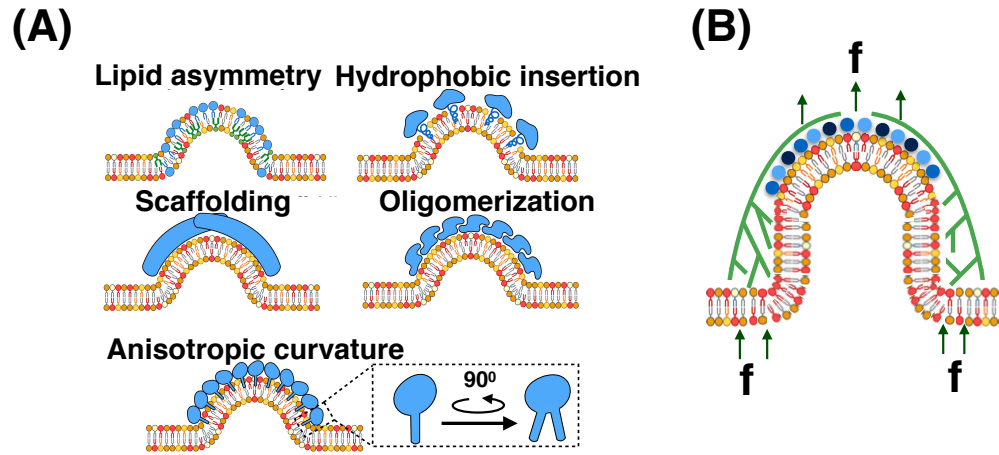 (A)
Lipid asymmetry
Hydrophobic insertion
Scaffolding
Oligomerization
Anisotropic curvature
90⁰
(B)
f
f
f